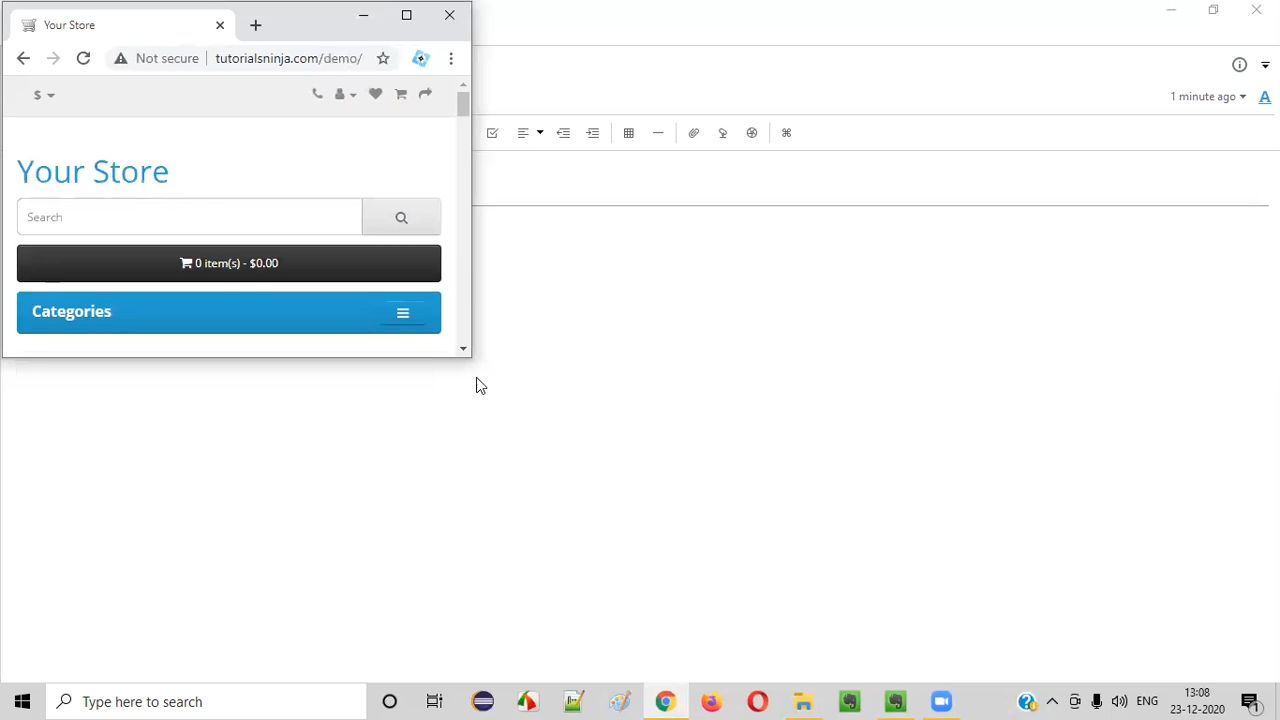 Your Store
Not secure tutorialsninja.com/demo/
1 minute ago A
$
Your Store
Search
0 item(s) - $0.00
Categories
Type here to search
ENG
13:08
23-12-2020
1